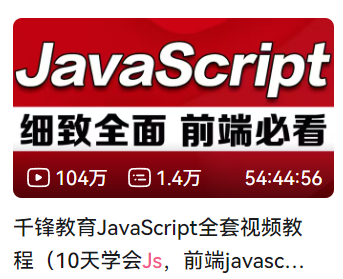 JavaScript
细致全面 前端必看
104万 1.4万 54:44:56
千锋教育JavaScript全套视频教
程（10天学会Js，前端javasc...